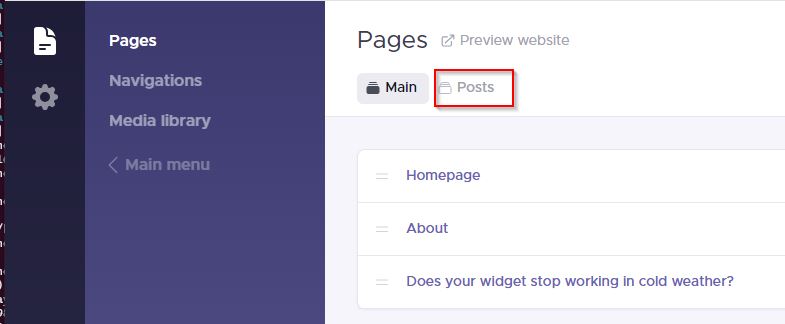 Pages
Navigations
Media library
Main menu
Pages Preview website
Main Posts
Homepage
About
Does your widget stop working in cold weather?